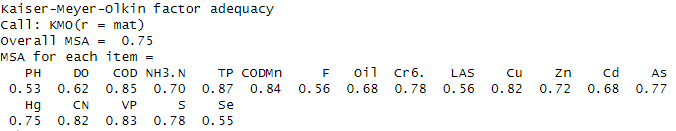 Kaiser-Meyer-Olkin factor adequacy
Call: KMO(r = mat)
Overall MSA =  0.75
MSA for each item =
   PH    DO   COD NH3.N    TP CODMn     F   Oil  Cr6.   LAS    Cu    Zn    Cd    As
 0.53  0.62  0.85  0.70  0.87  0.84  0.56  0.68  0.78  0.56  0.82  0.72  0.68  0.77
   Hg    CN    VP     S    Se
 0.75  0.82  0.83  0.78  0.55